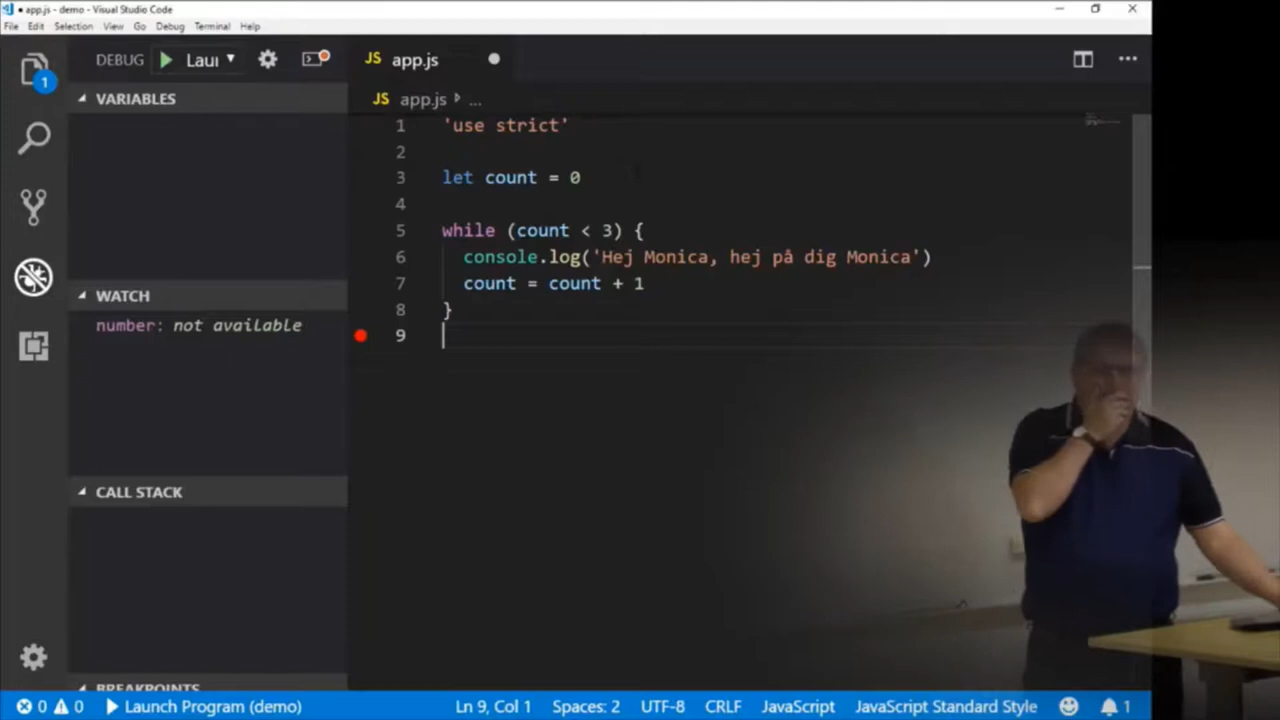 ● app.js - demo - Visual Studio Code
File Edit Selection View Go Debug Terminal Help
DEBUG Laur
JS app.js
1
VARIABLES
JS app.js ...
1 'use strict'
2
3 let count = 0
4
5 while (count < 3) {
6 console.log('Hej Monica, hej på dig Monica')
7 count = count + 1
8 }
9
WATCH
number: not available
CALL STACK
BREAKPOINTS
0 0 Launch Program (demo) Ln 9, Col 1 Spaces: 2 UTF-8 CRLF JavaScript JavaScript Standard Style 1